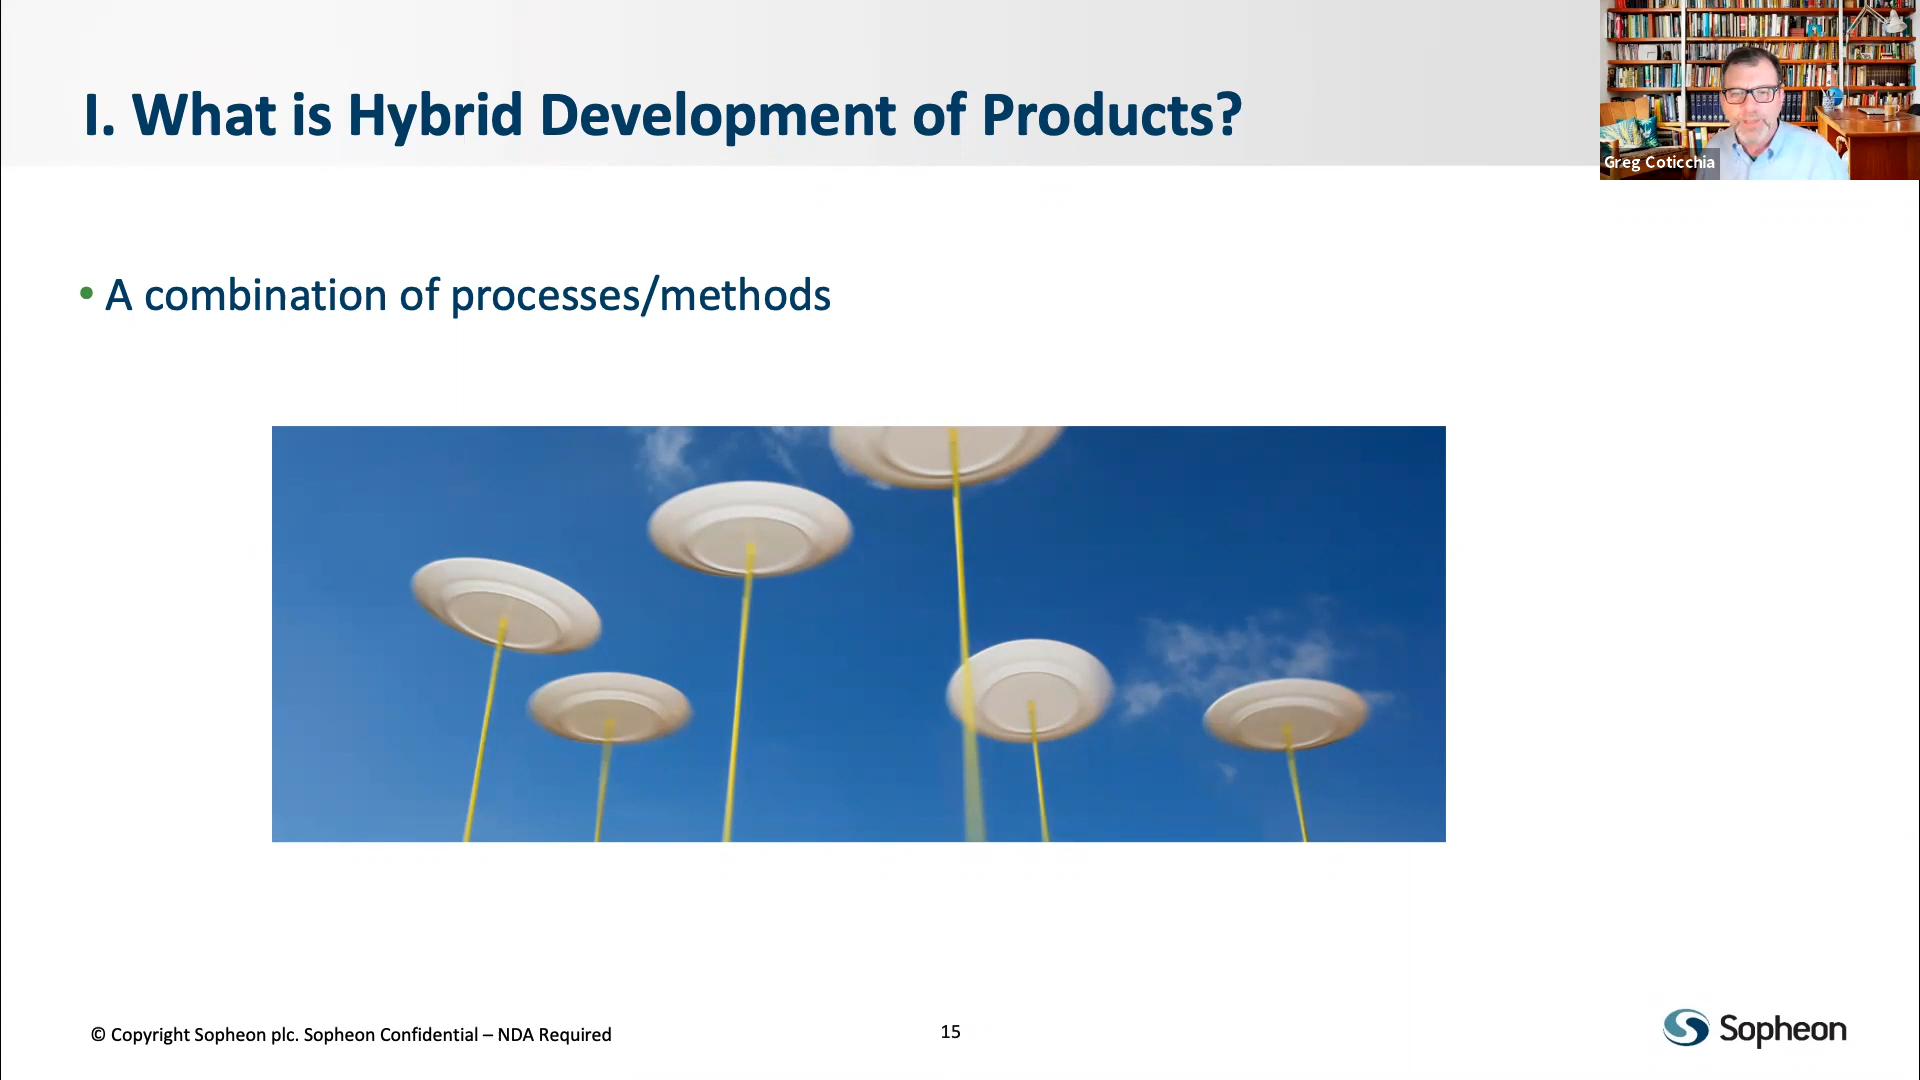 I. What is Hybrid Development of Products?
Greg Coticchia
• A combination of processes/methods
© Copyright Sopheon plc. Sopheon Confidential – NDA Required
15
Sopheon